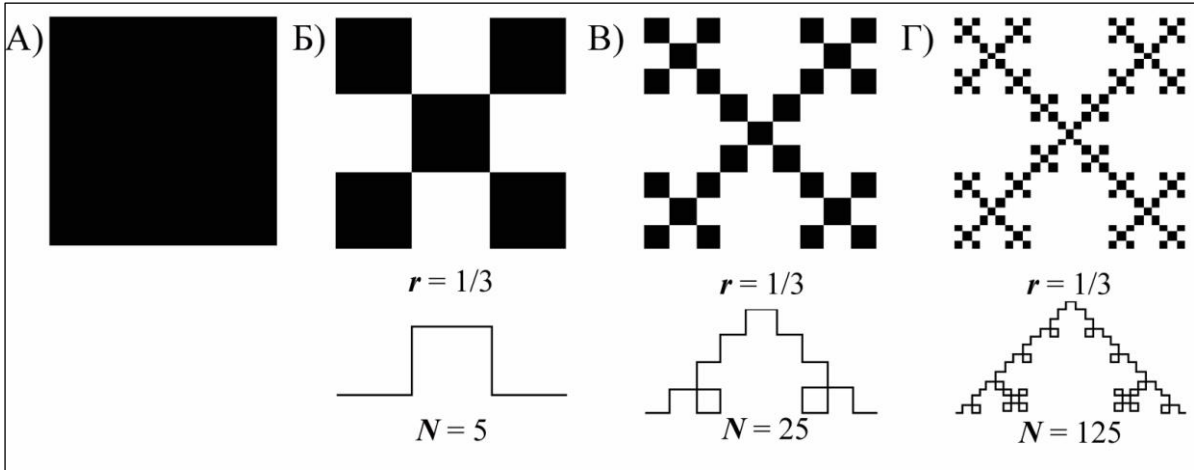 А) Б) В) Г)
r = 1/3 r = 1/3 r = 1/3
N = 5 N = 25 N = 125